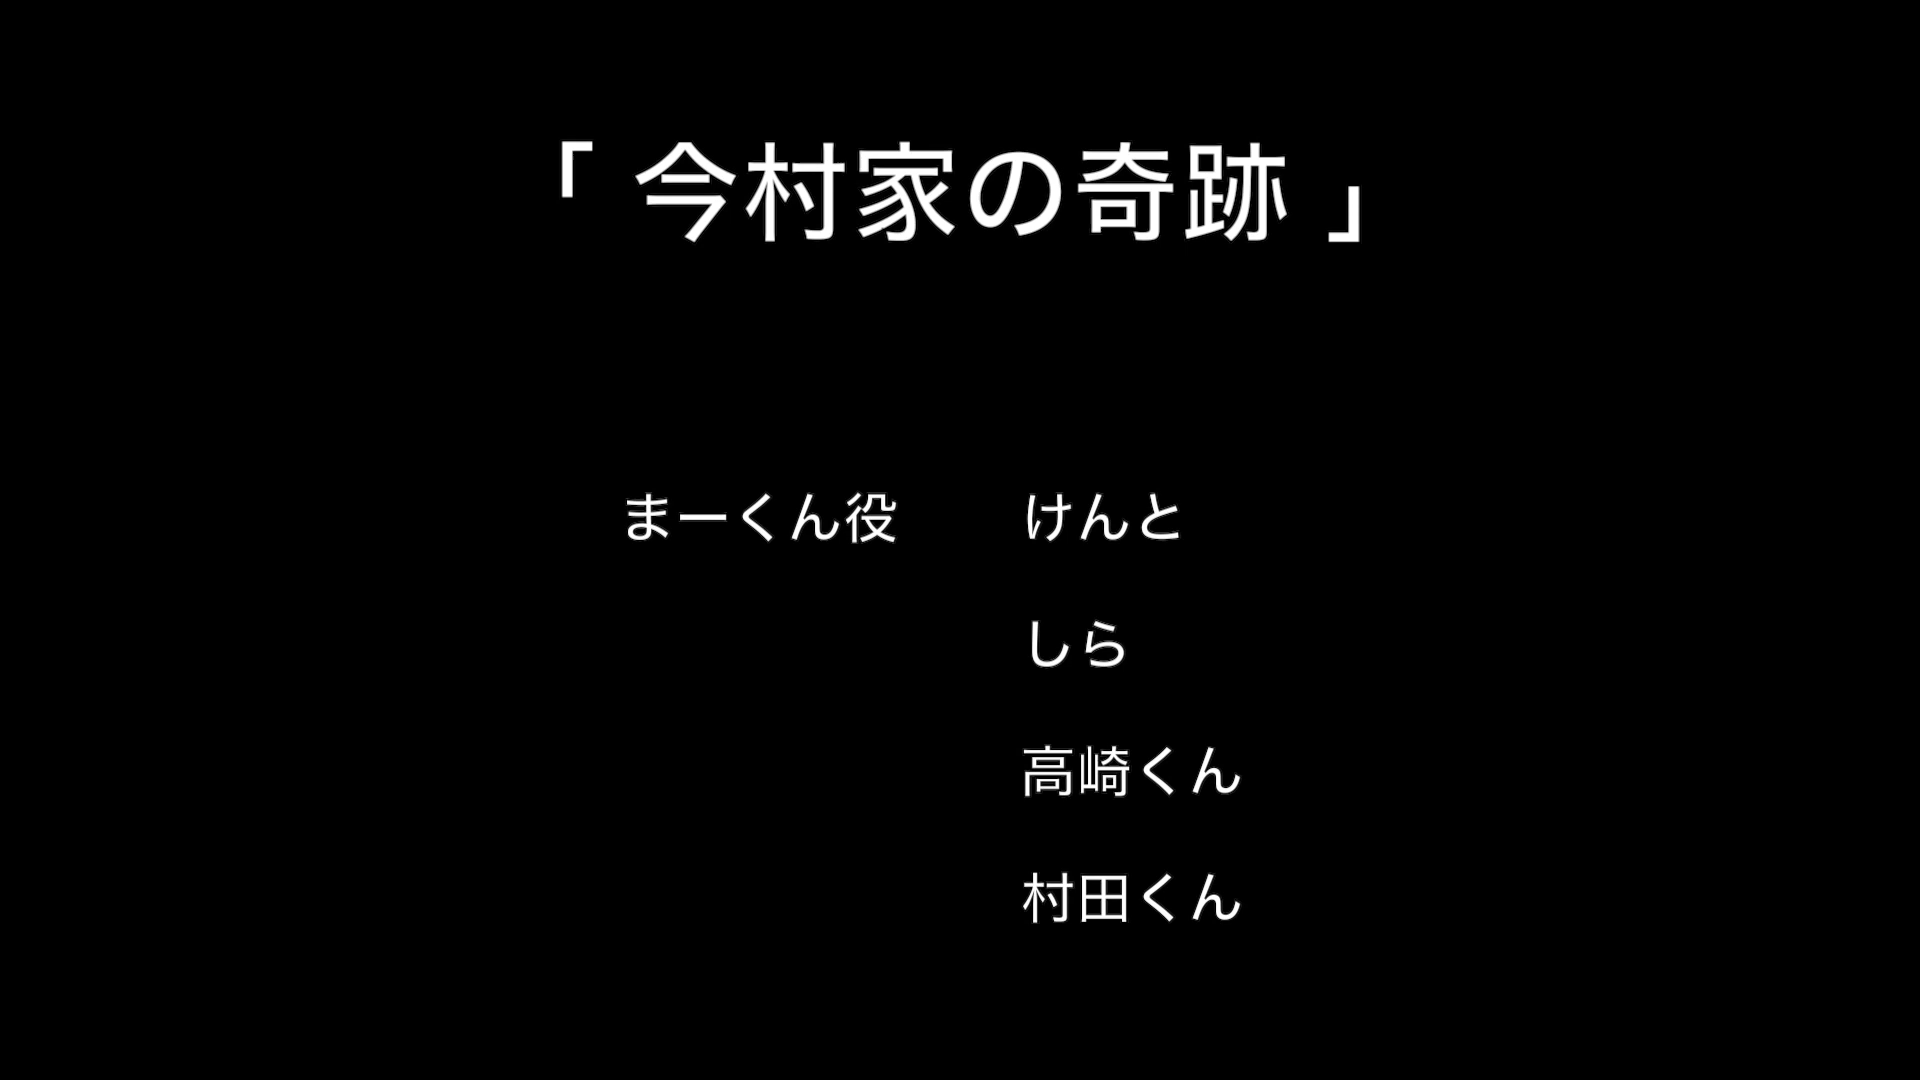 「 今村家の奇跡 」
まーくん役　　けんと
しら
高崎くん
村田くん